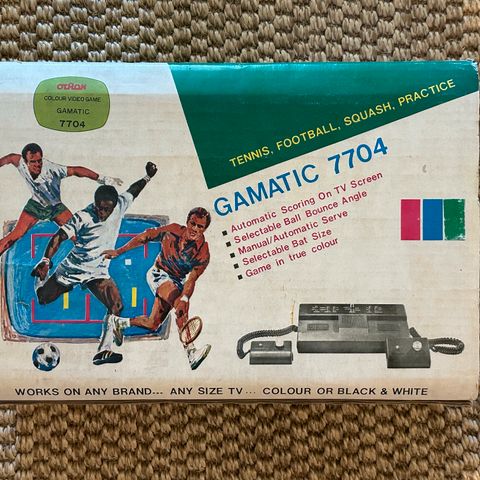 OTRON
COLOUR VIDEO GAME
GAMATIC
7704
TENNIS, FOOTBALL, SQUASH, PRACTICE
GAMATIC 7704
Automatic Scoring On TV Screen
Selectable Ball Bounce Angle
Manual/Automatic Serve
Selectable Bat Size
Game in true colour
WORKS ON ANY BRAND... ANY SIZE TV... COLOUR OR BLACK & WHITE